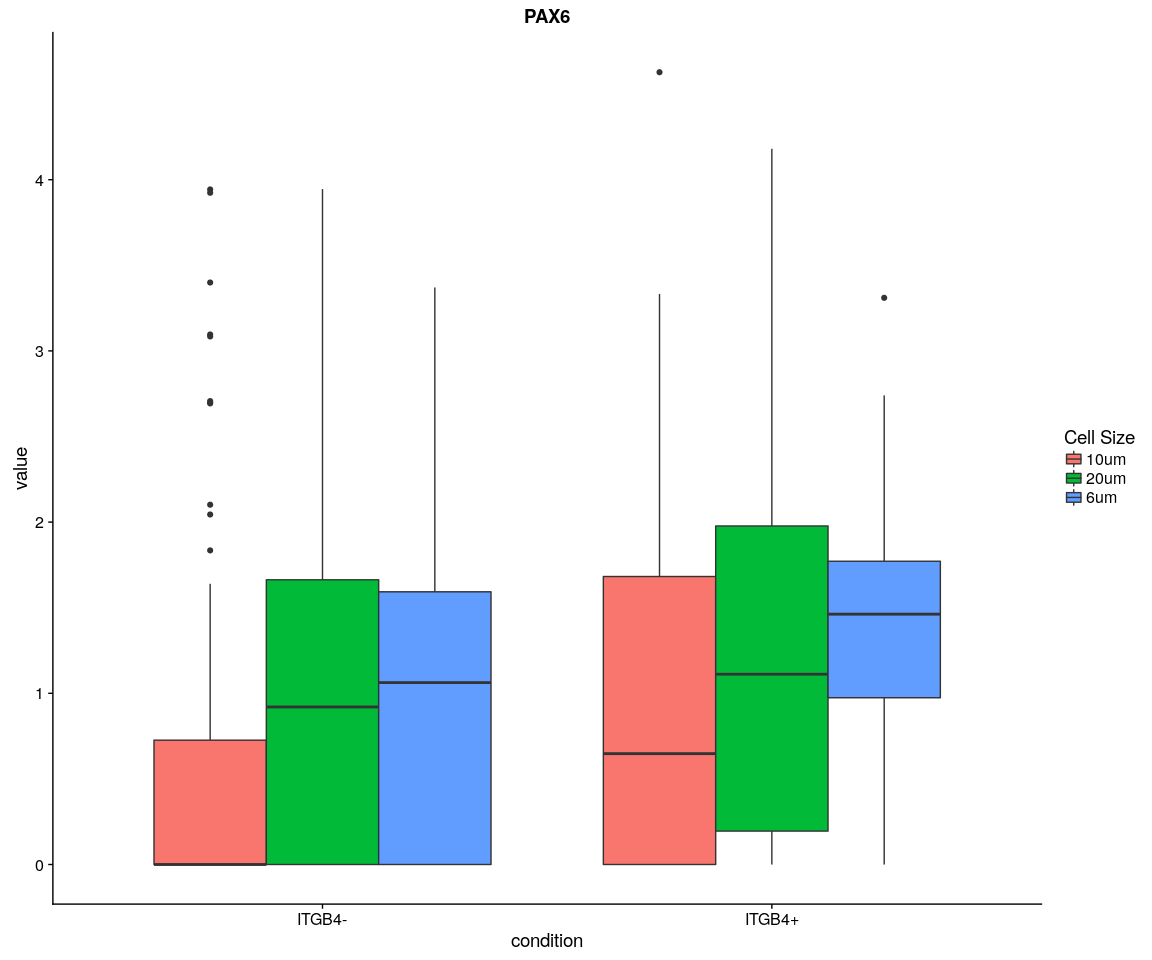 PAX6
value
4
3
2
1
0
ITGB4-
ITGB4+
condition
Cell Size
10um
20um
6um